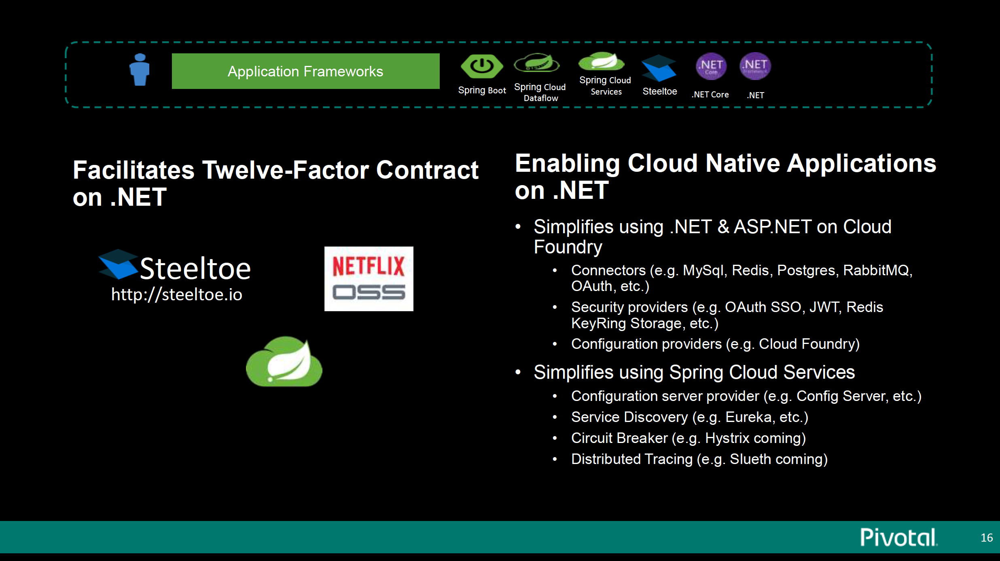 Application Frameworks
Spring Boot
Spring Cloud
Dataflow
Spring Cloud
Services
Steeltoe
.NET
Core
.NET Core
.NET
Framework
.NET
Facilitates Twelve-Factor Contract
on .NET
Steeltoe
http://steeltoe.io
NETFLIX
OSS
Enabling Cloud Native Applications
on .NET
• Simplifies using .NET & ASP.NET on Cloud
Foundry
• Connectors (e.g. MySql, Redis, Postgres, RabbitMQ,
OAuth, etc.)
• Security providers (e.g. OAuth SSO, JWT, Redis
KeyRing Storage, etc.)
• Configuration providers (e.g. Cloud Foundry)
• Simplifies using Spring Cloud Services
• Configuration server provider (e.g. Config Server, etc.)
• Service Discovery (e.g. Eureka, etc.)
• Circuit Breaker (e.g. Hystrix coming)
• Distributed Tracing (e.g. Slueth coming)
Pivotal
16